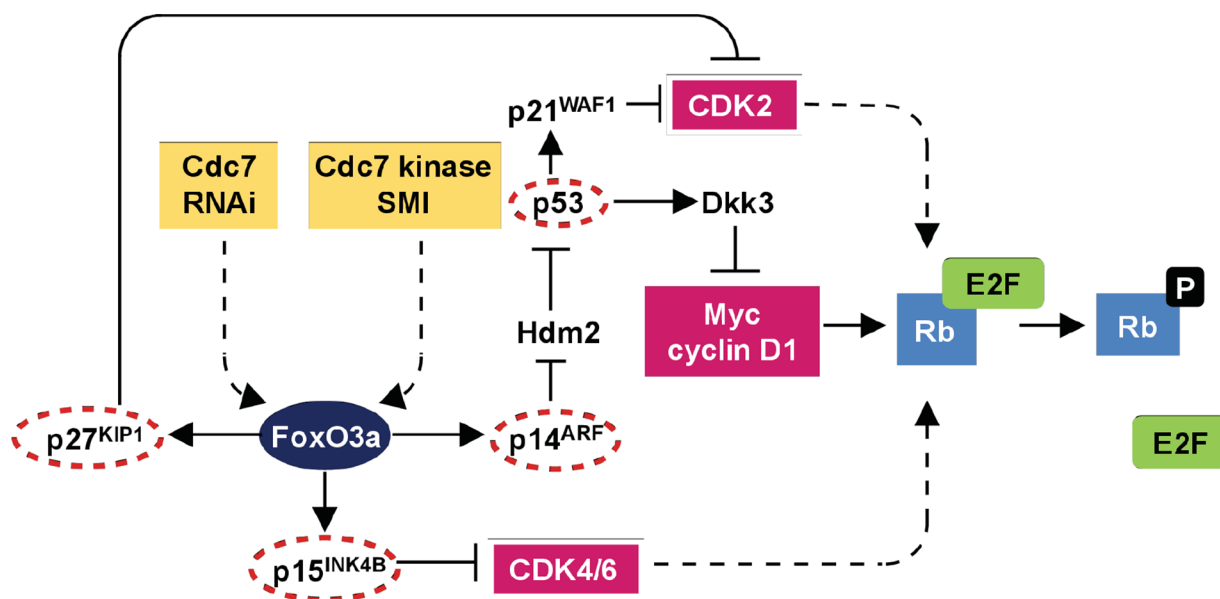 p21WAF1
CDK2
Cdc7
RNAi
Cdc7 kinase
SMI
p53
Dkk3
E2F
P
Rb
Rb
Myc
cyclin D1
Hdm2
p27KIP1
FoxO3a
p14ARF
E2F
p15INK4B
CDK4/6